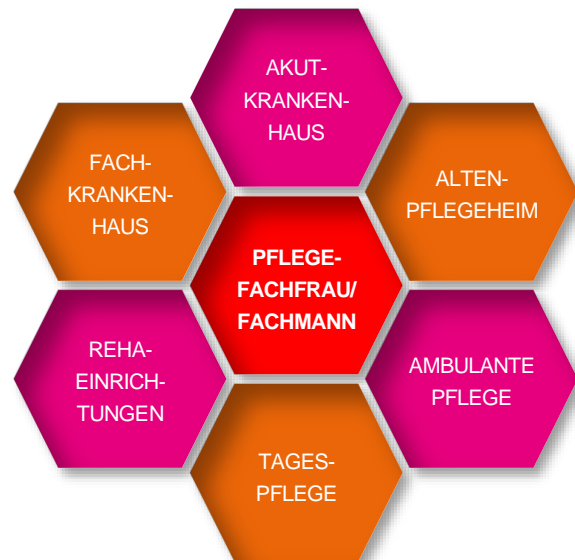 AKUT-
KRANKEN-
HAUS
FACH-
KRANKEN-
HAUS
ALTEN-
PFLEGEHEIM
PFLEGE-
FACHFRAU/
FACHMANN
REHA-
EINRICH-
TUNGEN
AMBULANTE
PFLEGE
TAGES-
PFLEGE